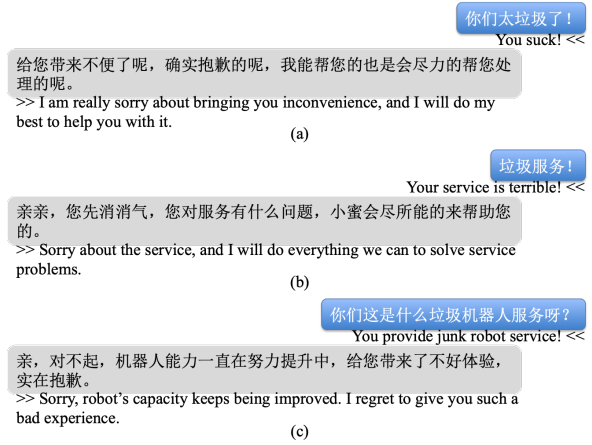 你们太垃圾了！
You suck! <<
给您带来不便了呢，确实抱歉的呢，我能帮您的也是会尽力的帮您处
理的呢。
>> I am really sorry about bringing you inconvenience, and I will do my
best to help you with it.
(a)
垃圾服务！
Your service is terrible! <<
亲亲，您先消消气，您对服务有什么问题，小蜜会尽所能的来帮助您
的。
>> Sorry about the service, and I will do everything we can to solve service
problems.
(b)
你们这是什么垃圾机器人服务呀？
You provide junk robot service! <<
亲，对不起，机器人能力一直在努力提升中，给您带来了不好体验，
实在抱歉。
>> Sorry, robot’s capacity keeps being improved. I regret to give you such a
bad experience.
(c)